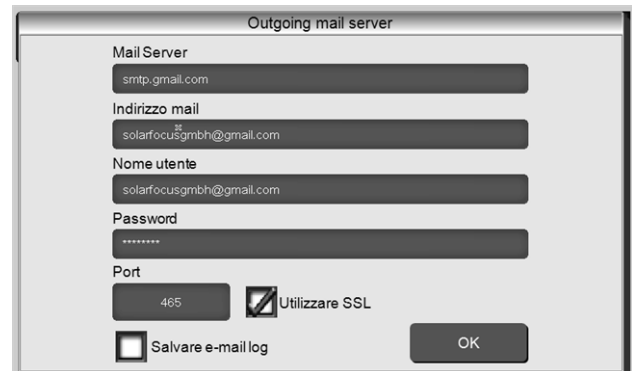 Outgoing mail server
Mail Server
smtp.gmail.com
Indirizzo mail
solarfocusgmbh@gmail.com
Nome utente
solarfocusgmbh@gmail.com
Password
********
Port
465 Utilizzare SSL
Salvare e-mail log OK